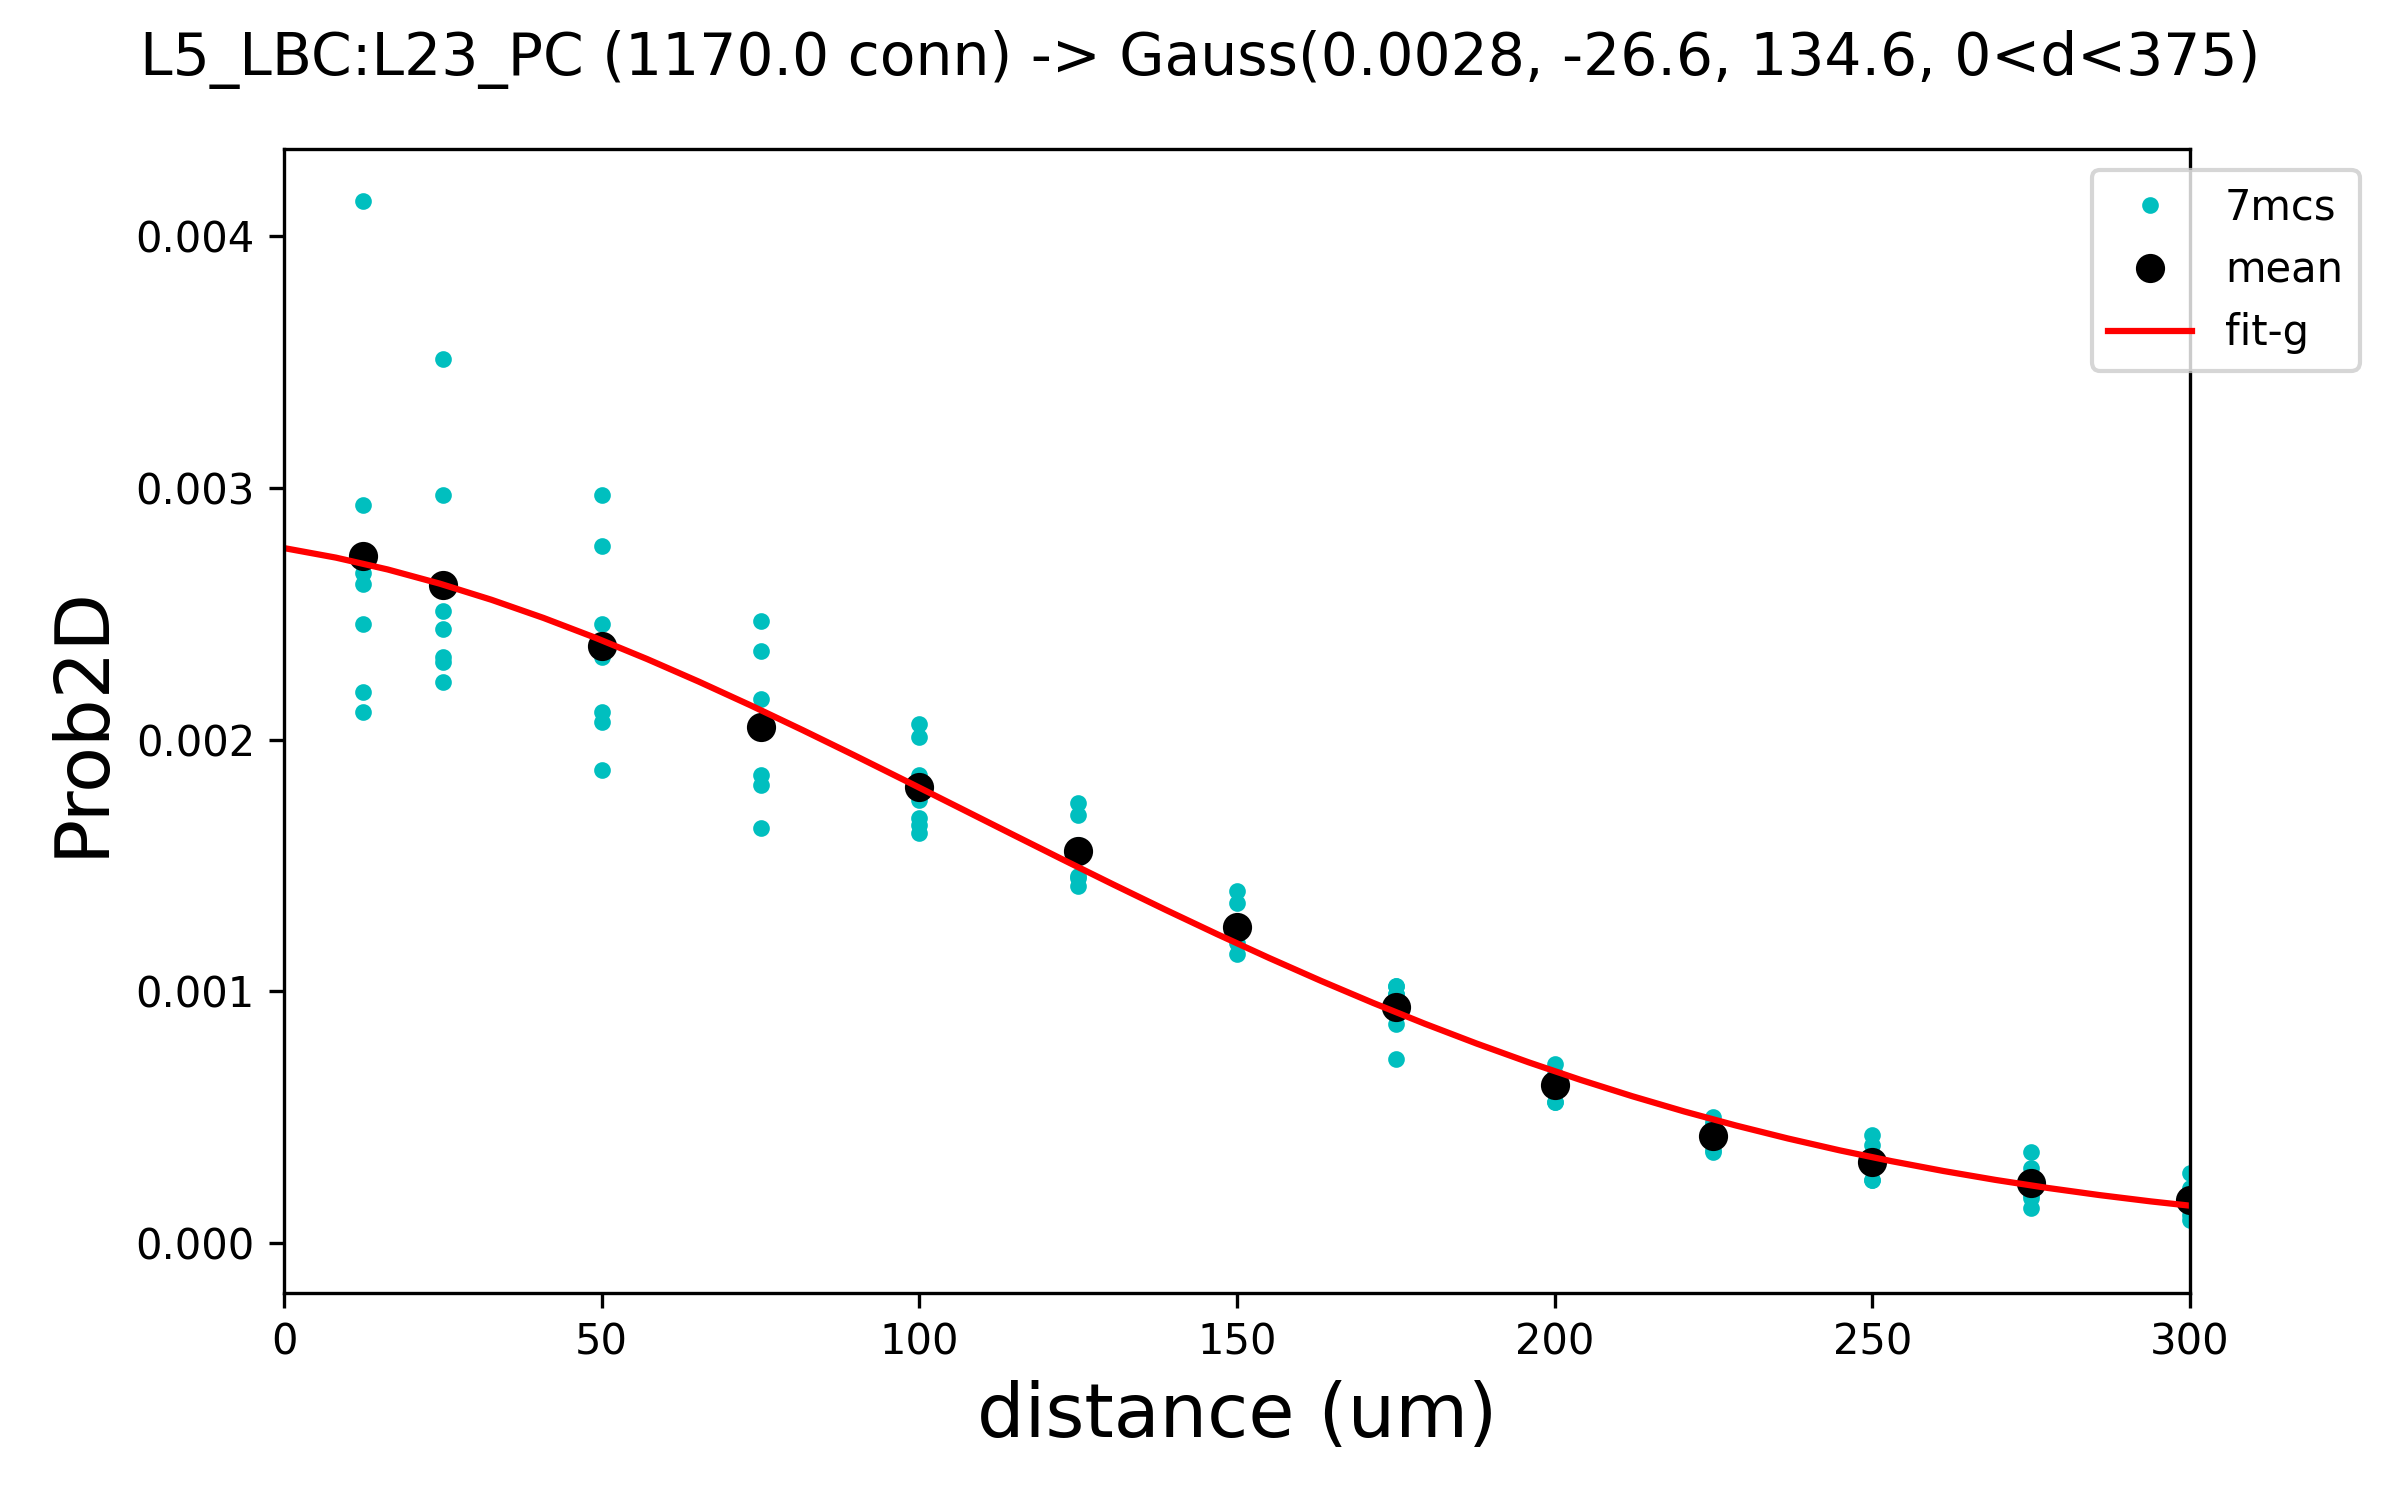 L5_LBC:L23_PC (1170.0 conn) -> Gauss(0.0028, -26.6, 134.6, 0<d<375)
7mcs
mean
fit-g
0.004
0.003
0.002
0.001
0.000
Prob2D
0 50 100 150 200 250 300
distance (um)